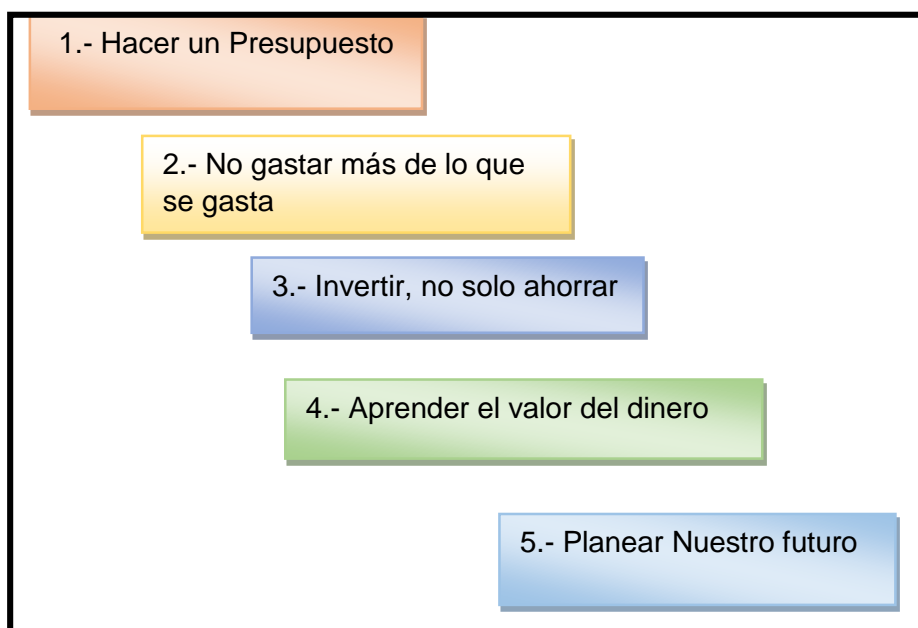 1.- Hacer un Presupuesto
2.- No gastar más de lo que
se gasta
3.- Invertir, no solo ahorrar
4.- Aprender el valor del dinero
5.- Planear Nuestro futuro